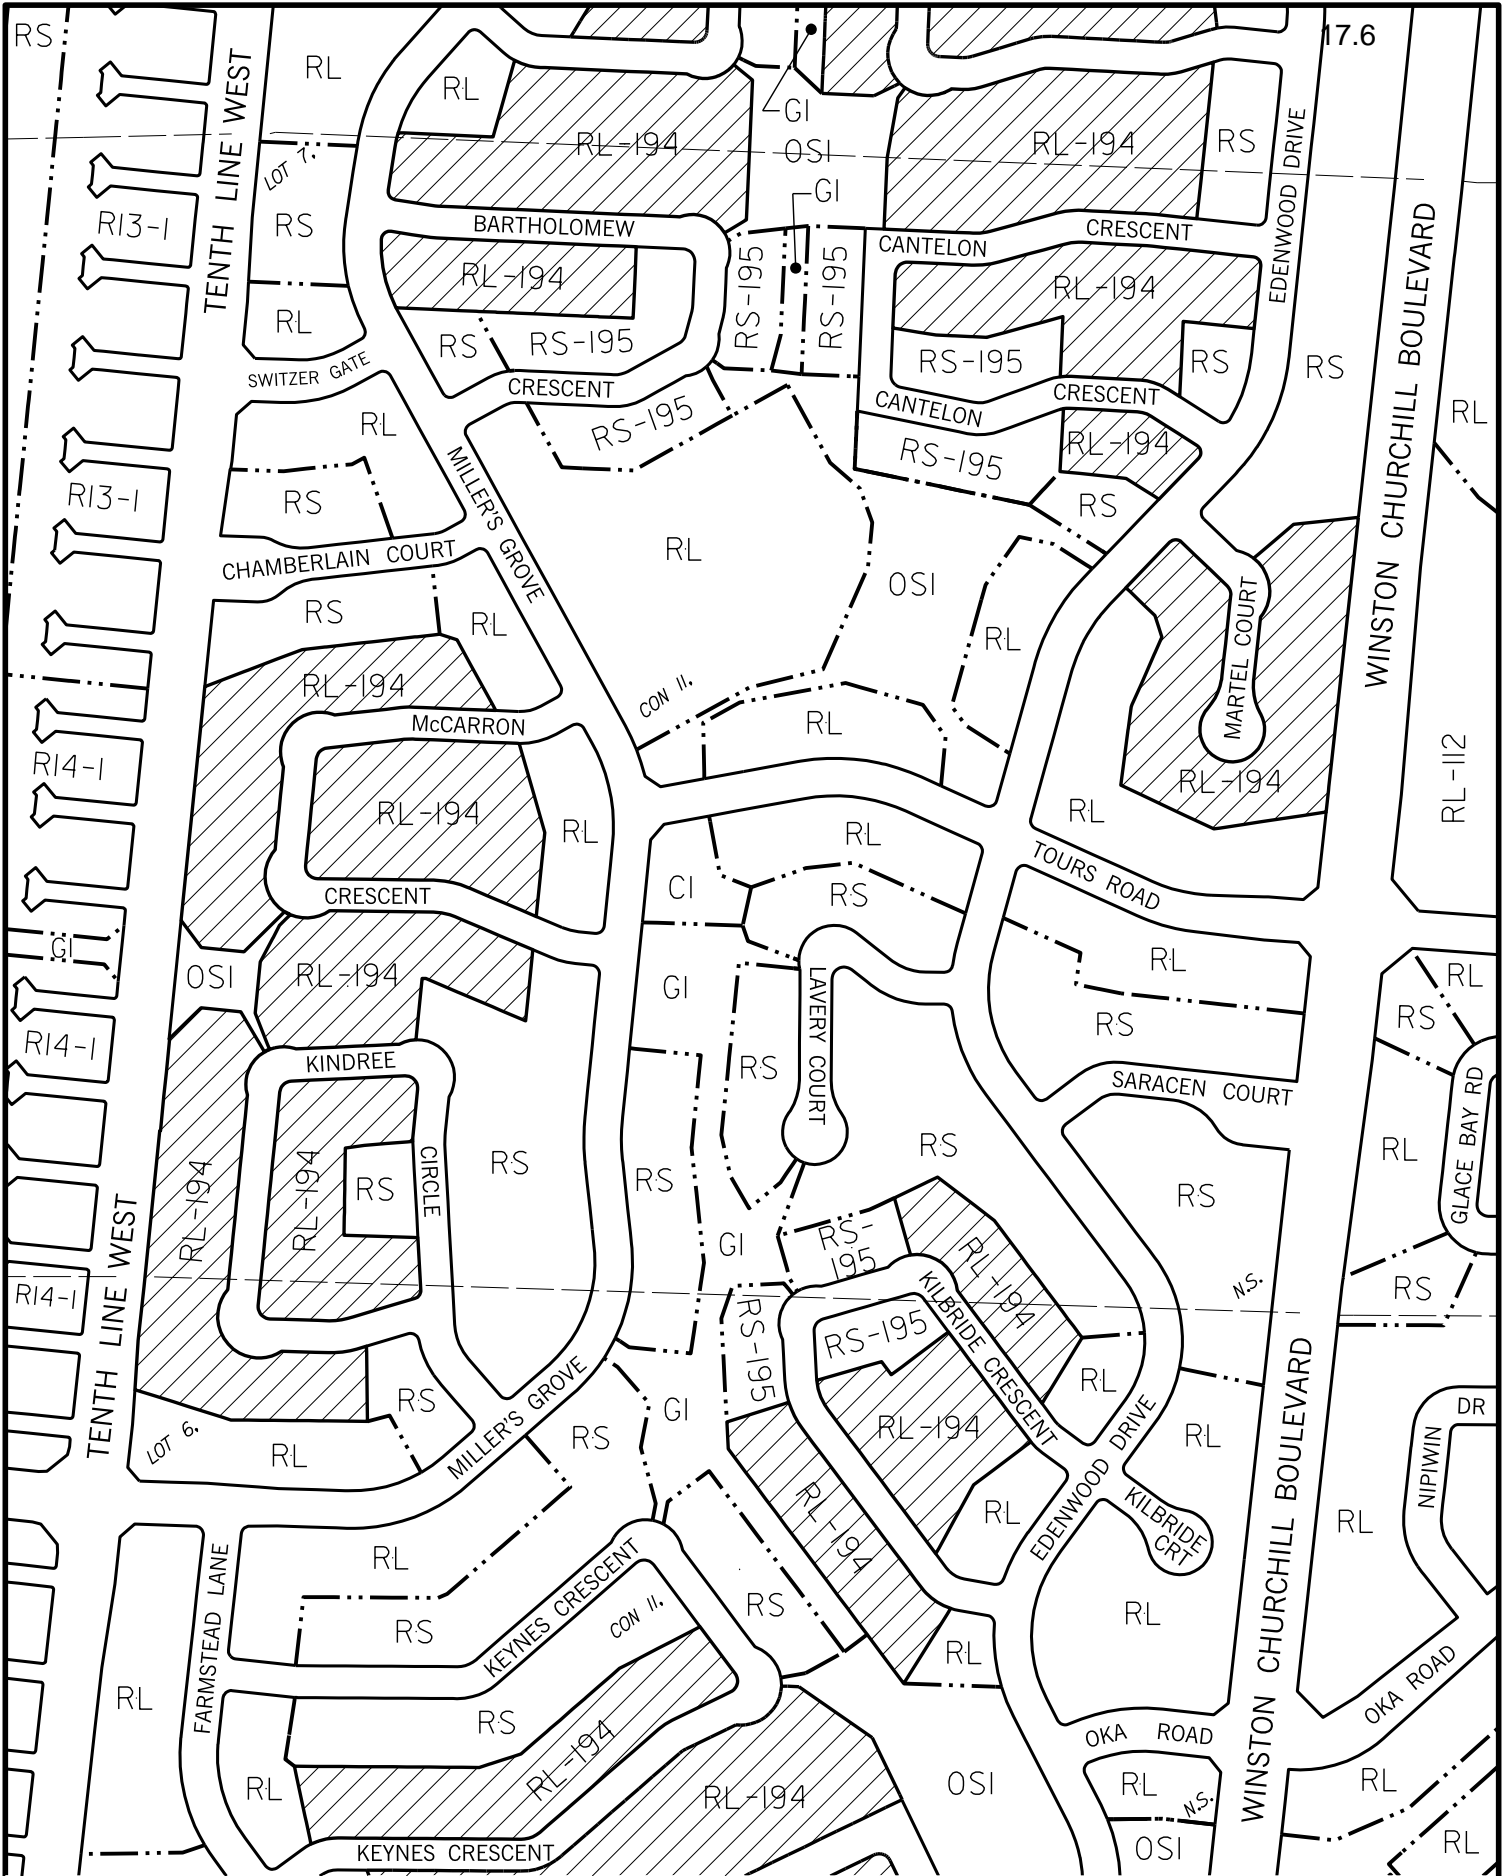 RS
17.6
RL
RL
GI
RL-194
OSI
RL-194
RS
TENTH LINE WEST
LOT 7,
GI
EDENWOOD DRIVE
R13-1
RS
BARTHOLOMEW
CANTELON
CRESCENT
RS-195
RS-195
RL-194
RL-194
RL
RS
RS-195
RS-195
RS
RS
SWITZER GATE
CRESCENT
CRESCENT
WINSTON CHURCHILL BOULEVARD
RL
RL
RS-195
CANTELON
RL-194
RS-195
R13-1
RS
MILLER'S GROVE
RS
RL
CHAMBERLAIN COURT
OSI
RS
RL
RL
MARTEL COURT
RL-194
CON II,
McCARRON
RL
R14-1
RL-194
RL-194
RL-112
RL
RL
RL
TOURS ROAD
CRESCENT
CI
RS
GI
OSI
RL-194
GI
RL
RL
LAVERY COURT
RS
RS
R14-1
KINDREE
RS
SARACEN COURT
GLACE BAY RD
RS
RL
RL-194
RL-194
RS
CIRCLE
RS
RS
RS
TENTH LINE WEST
GI
RS-195
RL-194
N.S.
RS
R14-1
RS-195
RS-195
KILBRIDE CRESCENT
RS
RL
DR
MILLER'S GROVE
GI
EDENWOOD DRIVE
WINSTON CHURCHILL BOULEVARD
LOT 6,
RL
RS
RL-194
RL
NIPIWIN
RL-194
RL
KILBRIDE
CRT
RL
FARMSTEAD LANE
RL
KEYNES CRESCENT
CON II,
RS
RS
RL
RL
RL
OKA ROAD
RS
RL-194
OKA ROAD
RL
RL-194
OSI
RL
N.S.
RL
KEYNES CRESCENT
OSI
RL